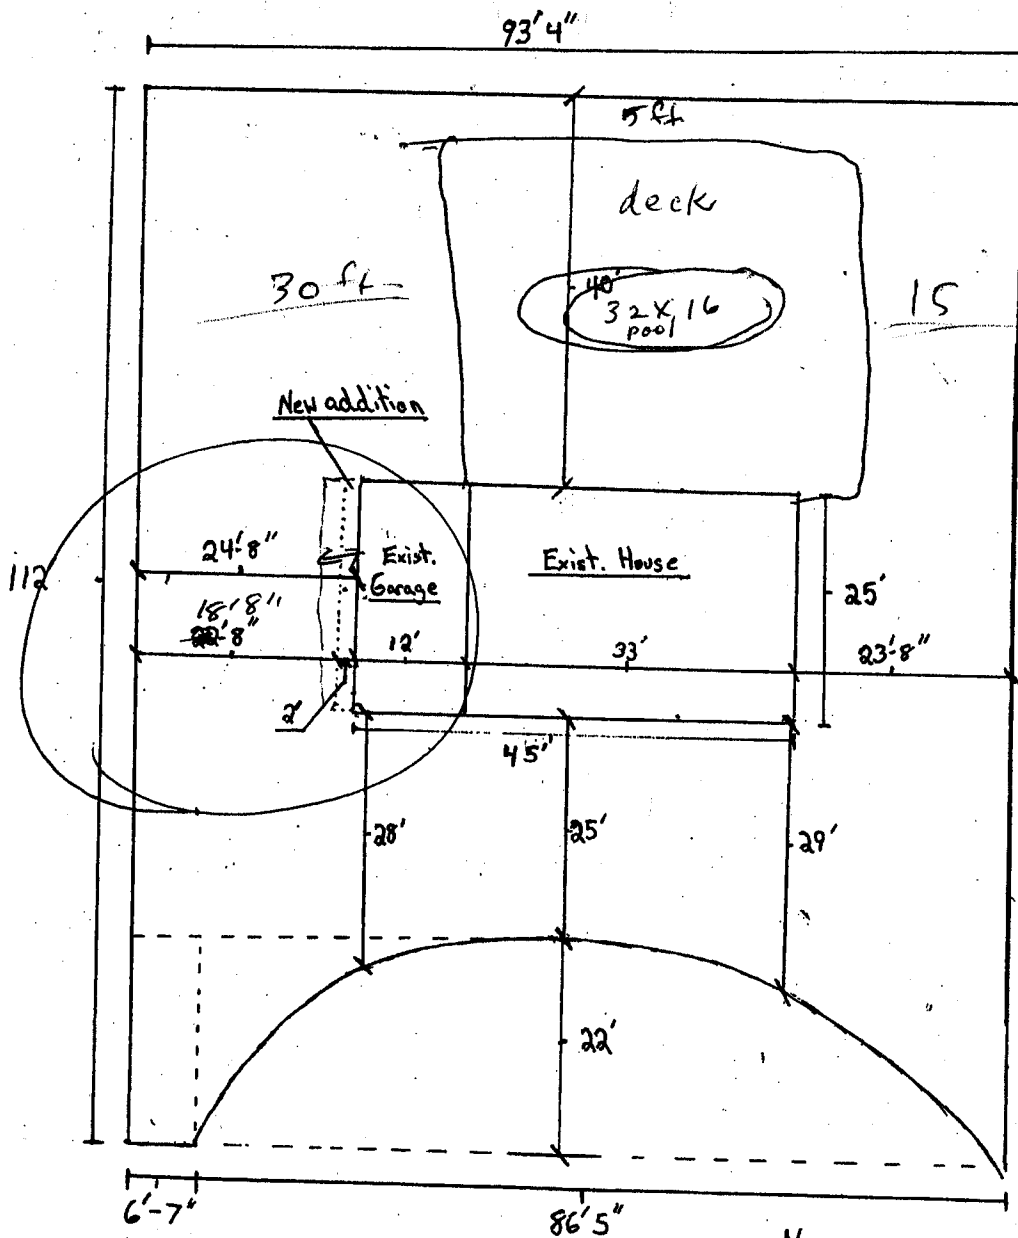 93'4"
5 ft
deck
30 ft
40'
32 x 16
pool
15
New addition
112
24'-8"
Exist.
Garage
Exist. House
25'
18'8"
12'
33'
23'-8"
2'
45'
28'
25'
29'
22'
6'-7"
86'5"